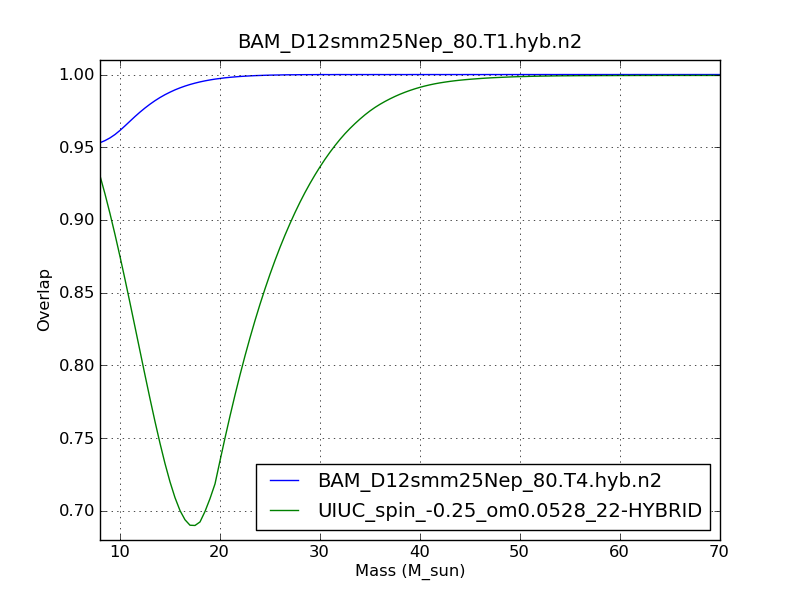 BAM_D12smm25Nep_80.T1.hyb.n2
1.00
0.95
0.90
0.85
0.80
0.75
0.70
Overlap
BAM_D12smm25Nep_80.T4.hyb.n2
UIUC_spin_-0.25_om0.0528_22-HYBRID
10 20 30 40 50 60 70
Mass (M_sun)